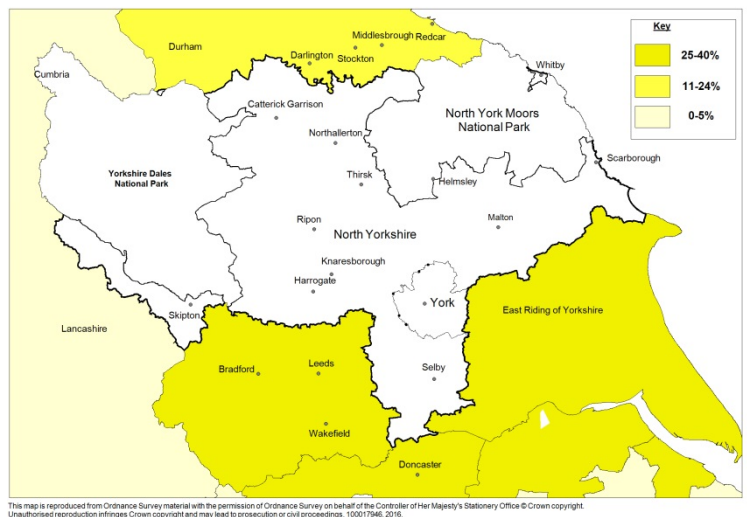 Key
25-40%
11-24%
0-5%
Durham
Middlesbrough
Redcar
Darlington
Stockton
Cumbria
Whitby
Catterick Garrison
North York Moors
National Park
Northallerton
Scarborough
Yorkshire Dales
National Park
Thirsk
Helmsley
Ripon
Malton
North Yorkshire
Knaresborough
Harrogate
York
Skipton
East Riding of Yorkshire
Lancashire
Bradford
Leeds
Selby
Wakefield
Doncaster
This map is reproduced from Ordnance Survey material with the permission of Ordnance Survey on behalf of the Controller of Her Majesty's Stationery Office © Crown copyright.
Unauthorised reproduction infringes Crown copyright and may lead to prosecution or civil proceedings. 100017946, 2016.